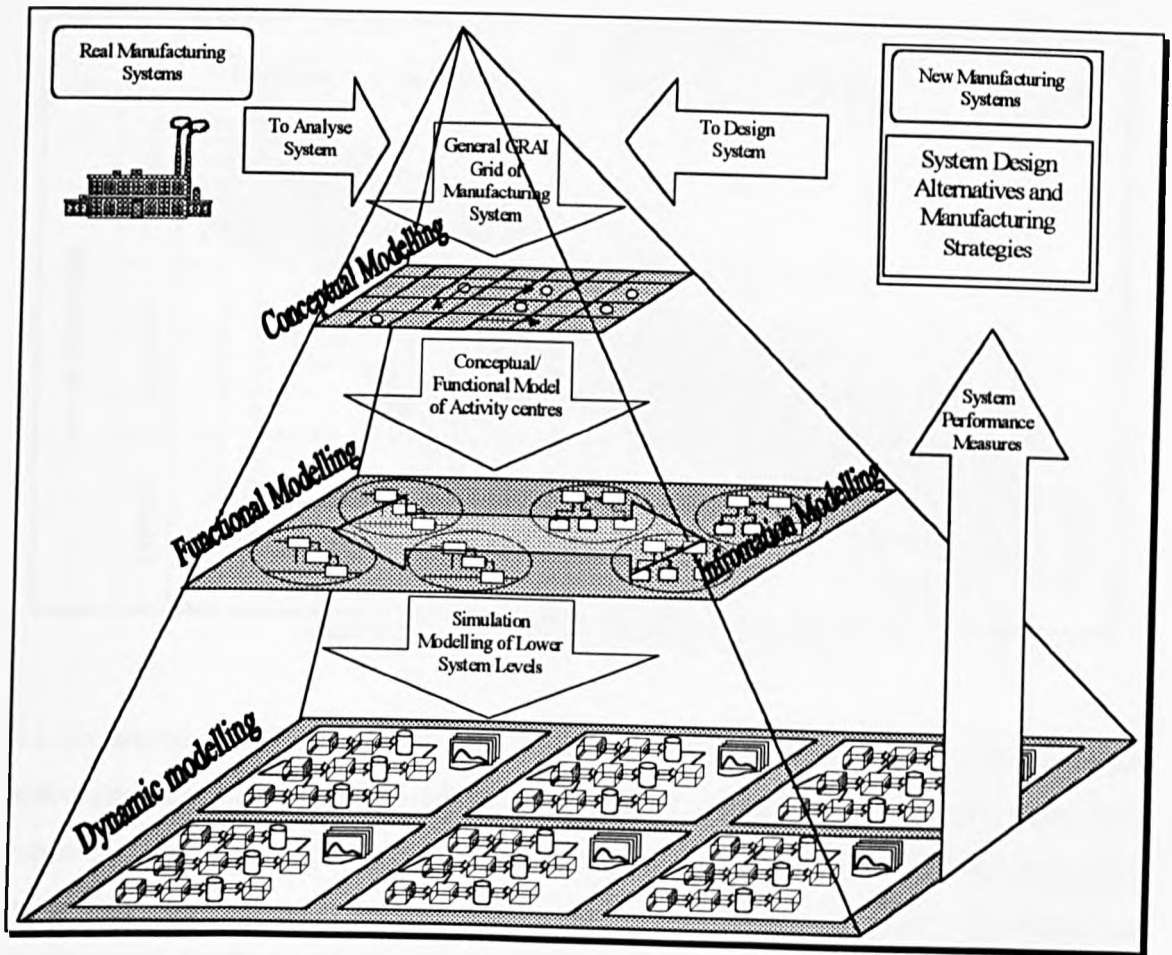 Real Manufacturing
Systems
To Analyse
System
General GRAI
Grid of
Manufacturing
System
To Design
System
New Manufacturing
Systems
System Design
Alternatives and
Manufacturing
Strategies
Conceptual Modelling
Conceptual/
Functional Model
of Activity centres
System
Performance
Measures
Functional Modelling
Infromation Modelling
Simulation
Modelling of Lower
System Levels
Dynamic modelling